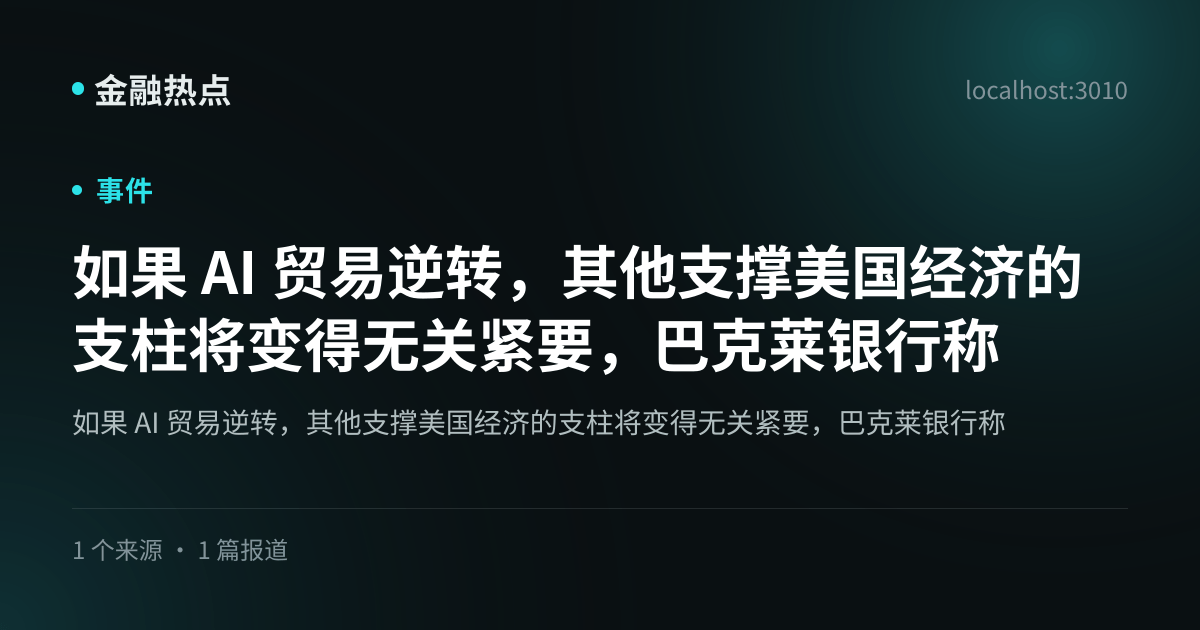 金融热点
localhost:3010
事件
如果 AI 贸易逆转，其他支撑美国经济的
支柱将变得无关紧要，巴克莱银行称
如果 AI 贸易逆转，其他支撑美国经济的支柱将变得无关紧要，巴克莱银行称
1 个来源 · 1 篇报道